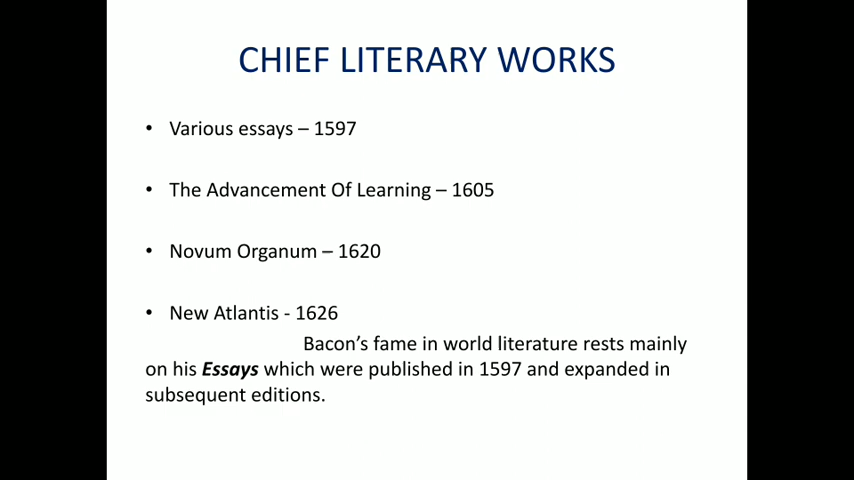 CHIEF LITERARY WORKS
• Various essays – 1597
• The Advancement Of Learning – 1605
• Novum Organum – 1620
• New Atlantis - 1626
Bacon’s fame in world literature rests mainly
on his Essays which were published in 1597 and expanded in
subsequent editions.